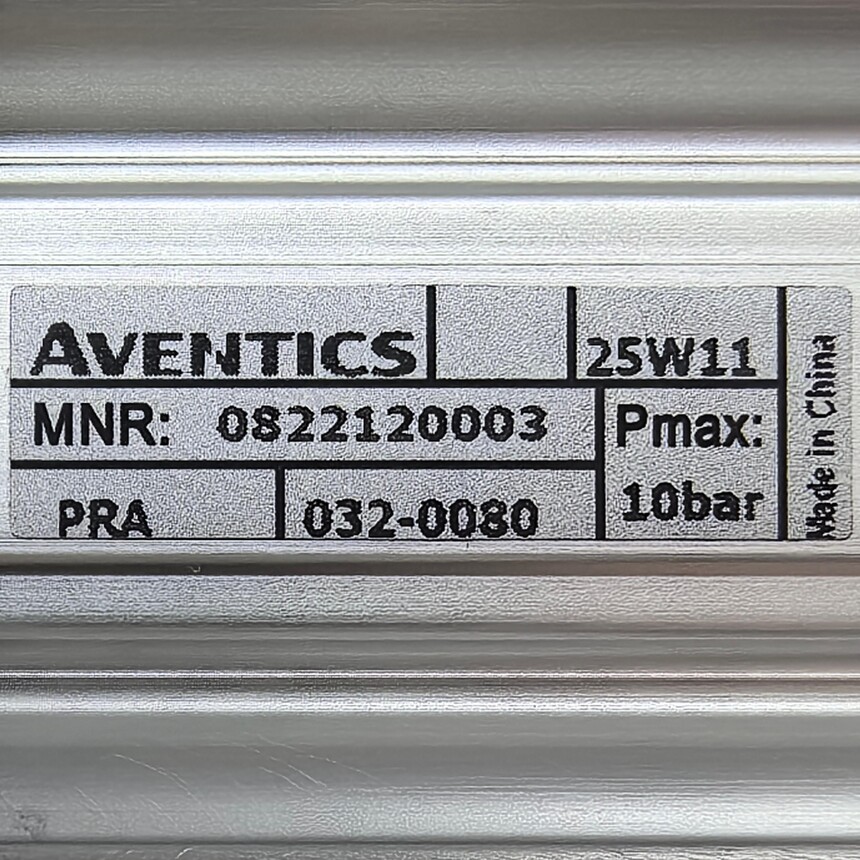 AVENTICS
25W11
MNR: 0822120003
Pmax:
10bar
PRA
032-0080
Made in China